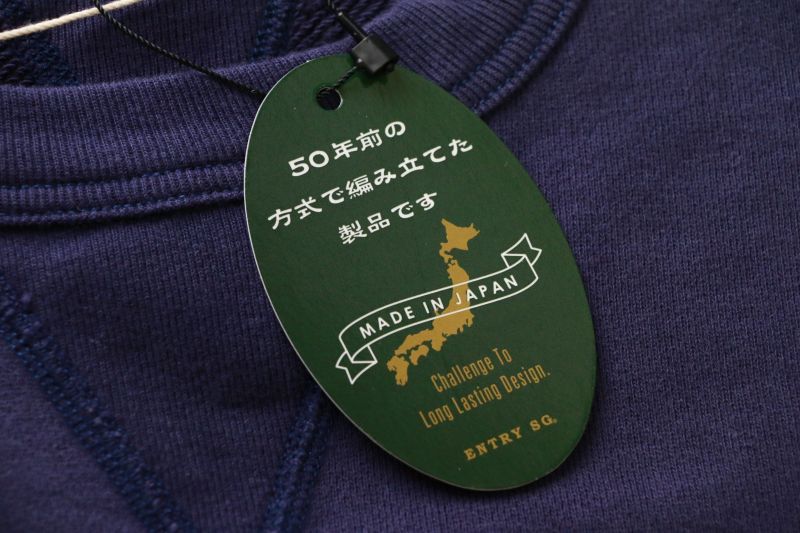 50年前の
方式で編み立てた
製品です
MADE IN JAPAN
Challenge To
Long Lasting Design.
ENTRY SG.